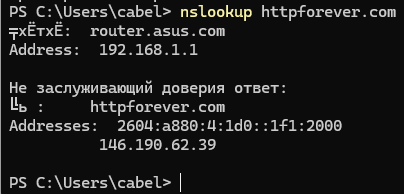 PS C:\Users\cabel> nslookup httpforever.com
╤хЁтхЁ:  router.asus.com
Address:  192.168.1.1

Не заслуживающий доверия ответ:
╚ь :     httpforever.com
Addresses:  2604:a880:4:1d0::1f1:2000
          146.190.62.39

PS C:\Users\cabel>